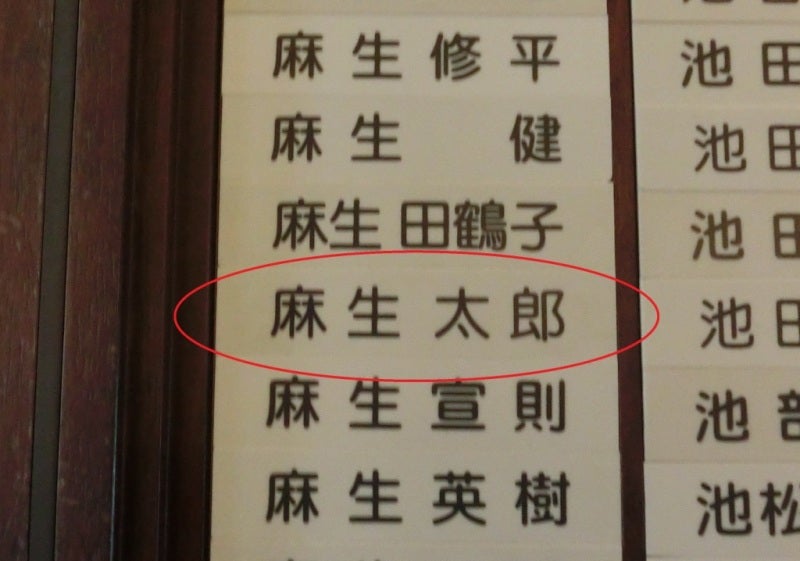 麻生修平
麻生 健
麻生田鶴子
麻生太郎
麻生宣則
麻生英樹
池田
池田
池田
池田
池部
池松